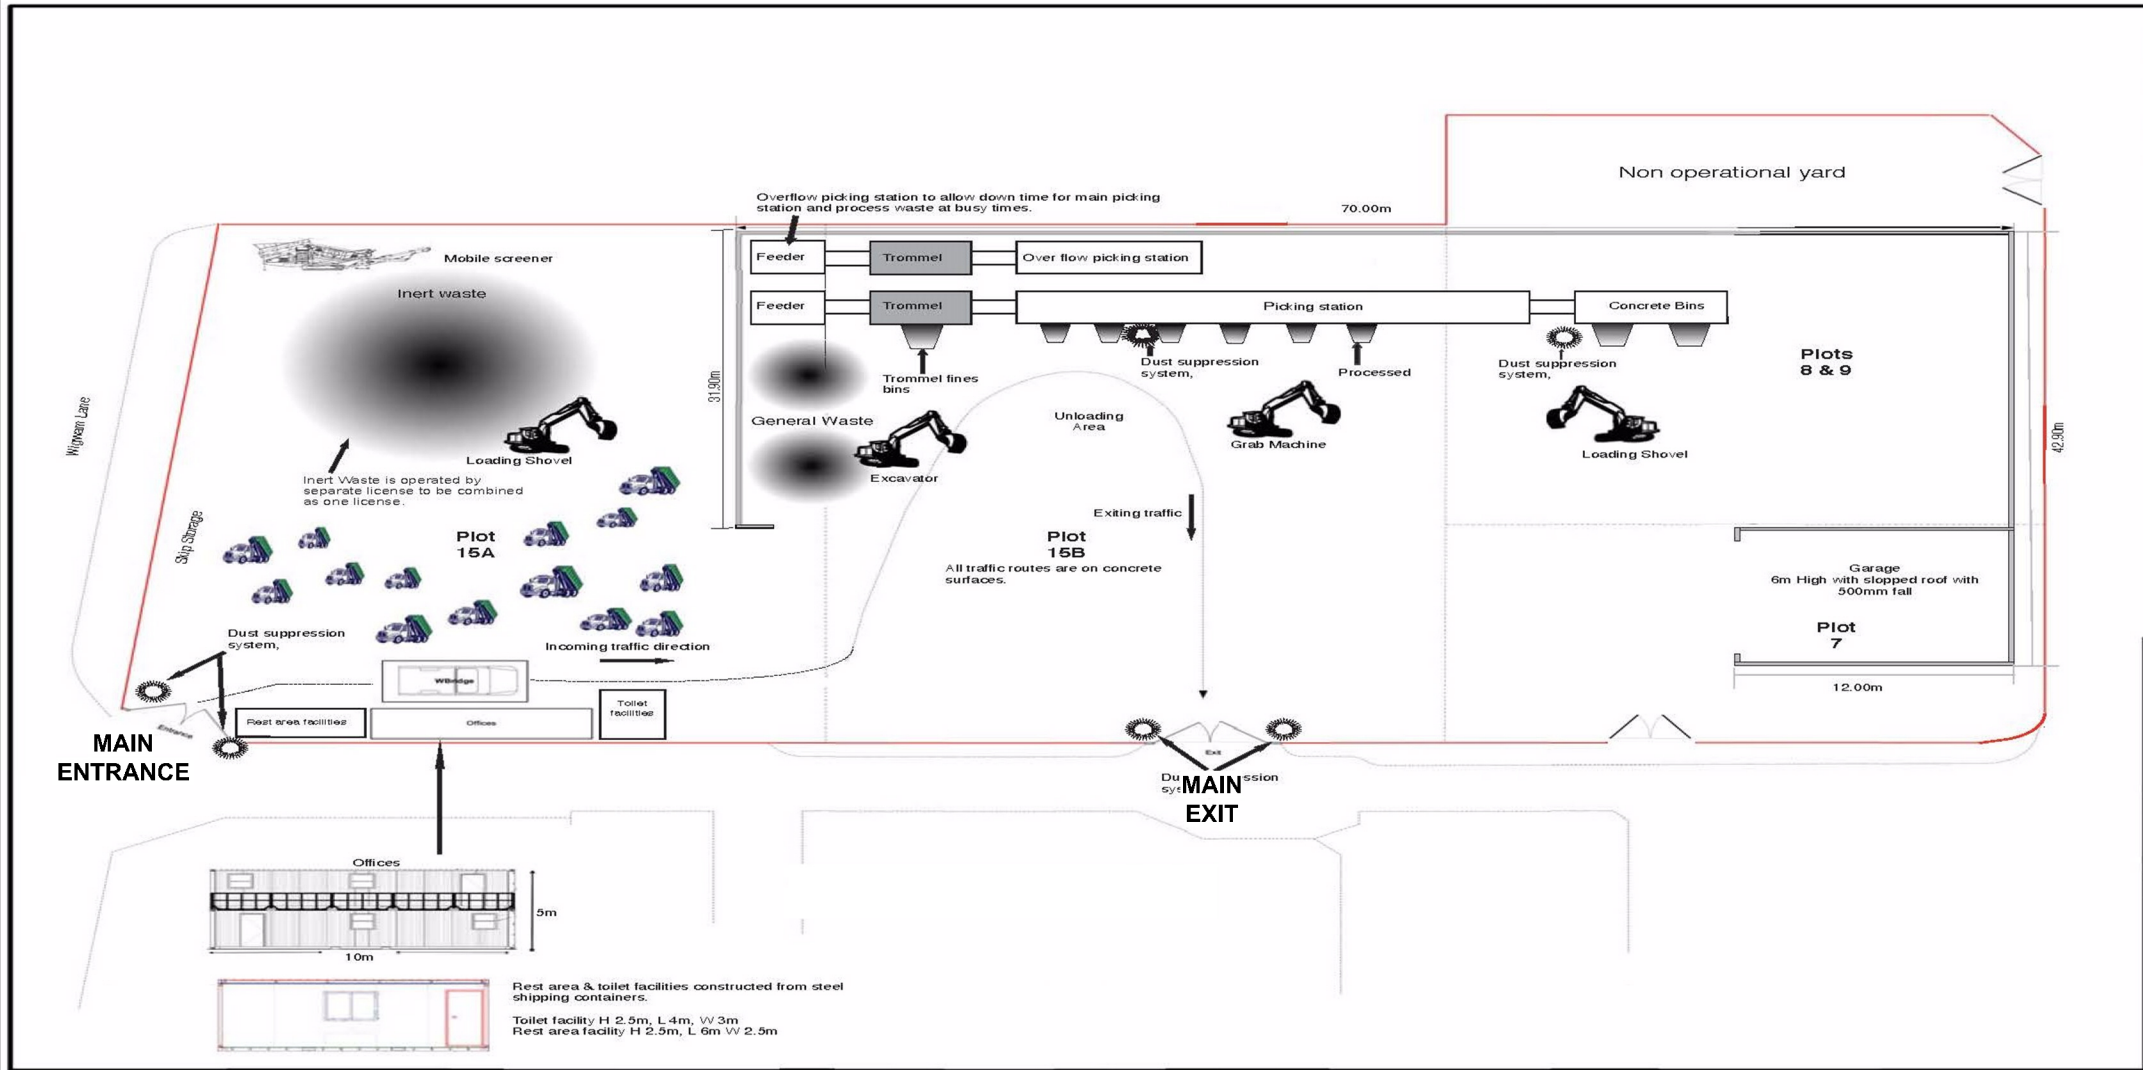 Non operational yard
Overflow picking station to allow down time for main picking
station and process waste at busy times.
70.00m
Mobile screener
Inert waste
Feeder
Trommel
Over flow picking station
Feeder
Trommel
Picking station
Concrete Bins
Dust suppression
system,
Processed
Dust suppression
system,
Plots
8 & 9
Trommel fines
bins
31.90m
Wigwam Lane
General Waste
Unloading
Area
Grab Machine
Loading Shovel
42.90m
Loading Shovel
Excavator
Inert Waste is operated by
separate license to be combined
as one license.
Skip Storage
Exiting traffic
Plot
15A
Plot
15B
All traffic routes are on concrete
surfaces.
Garage
6m High with slopped roof with
500mm fall
Plot
7
12.00m
Dust suppression
system,
Incoming traffic direction
WBridge
Toilet
facilities
Rest area facilities
Offices
Entrance
MAIN
ENTRANCE
Exit
MAIN
EXIT
Offices
5m
10m
Rest area & toilet facilities constructed from steel
shipping containers.
Toilet facility H 2.5m, L 4m, W 3m
Rest area facility H 2.5m, L 6m W 2.5m